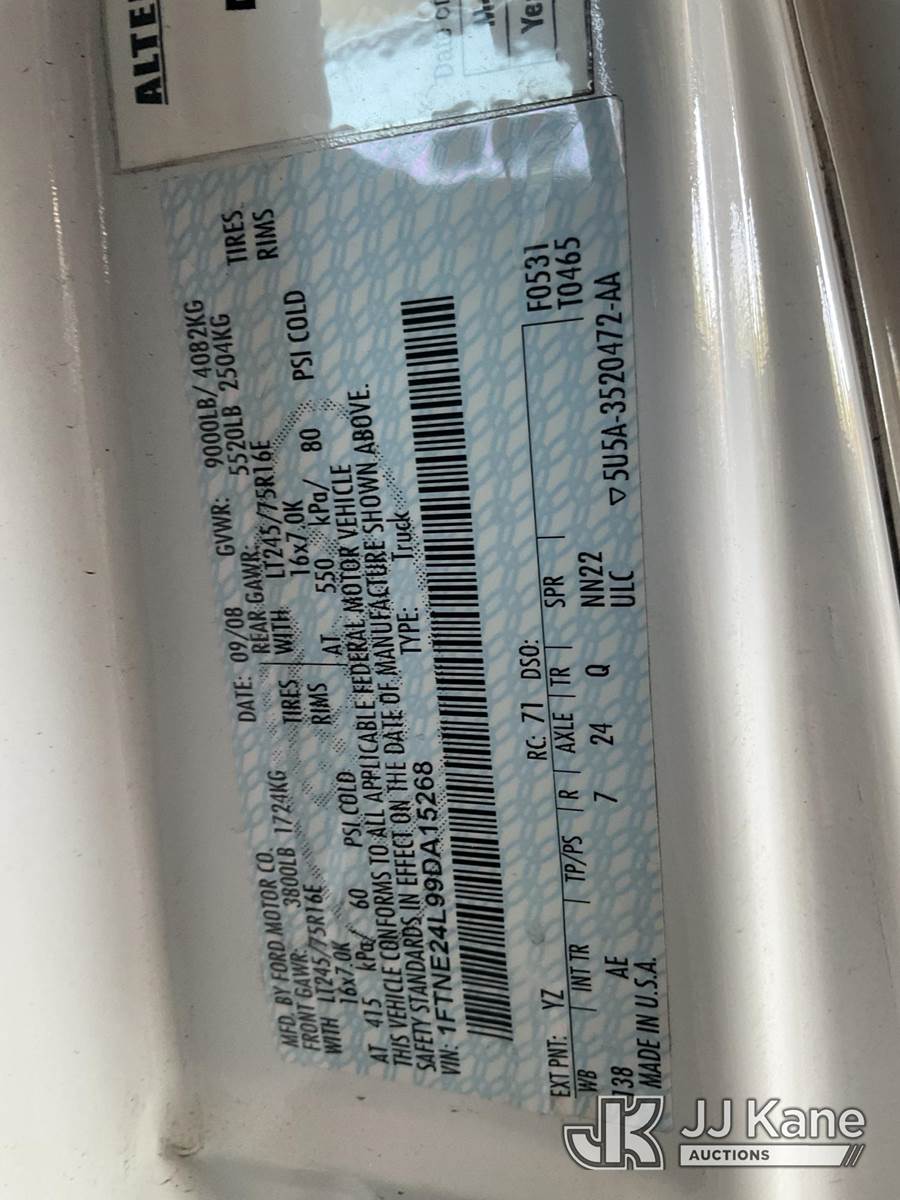 ALTE
Date of
Ye
MFD. BY FORD MOTOR CO.
DATE: 09/08 GVWR: 9000LB/ 4082KG
FRONT GAWR: 3800LB 1724KG REAR GAWR: 5520LB 2504KG
WITH LT245/75R16E TIRES WITH LT245/75R16E TIRES
16x7.0K RIMS 16x7.0K RIMS
AT 415 kPa/ 60 PSI COLD AT 550 kPa/ 80 PSI COLD
THIS VEHICLE CONFORMS TO ALL APPLICABLE FEDERAL MOTOR VEHICLE
SAFETY STANDARDS IN EFFECT ON THE DATE OF MANUFACTURE SHOWN ABOVE.
VIN: 1FTNE24L99DA15268 TYPE: Truck
F0531
T0465
EXT PNT: YZ RC: 71 DSO:
WB INT TR TP/PS R AXLE TR SPR
138 AE 7 24 Q NN22
ULC
MADE IN U.S.A. ▽5U5A-3520472-AA
JK JJ Kane
AUCTIONS